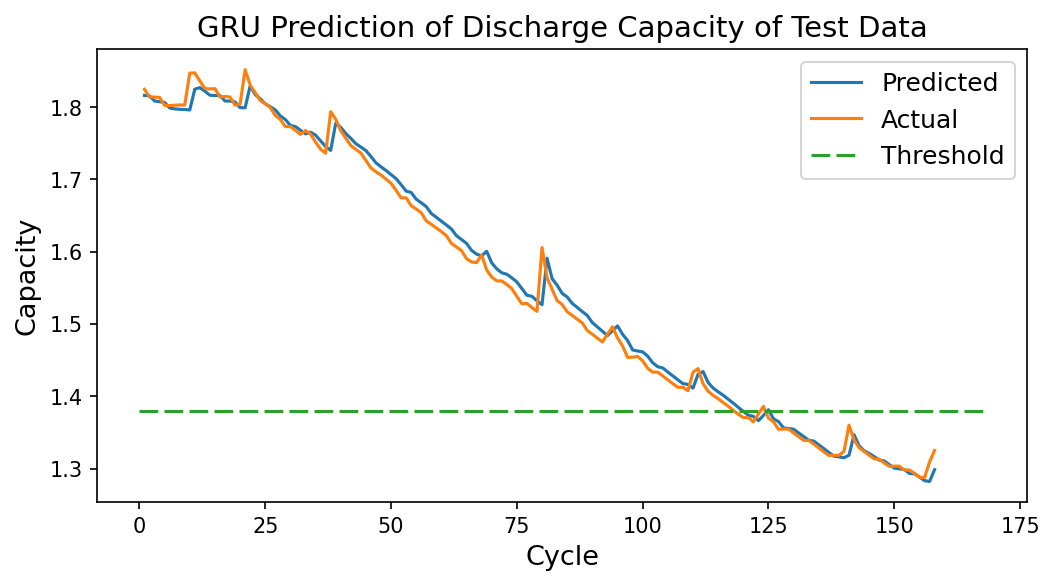 GRU Prediction of Discharge Capacity of Test Data
Predicted
Actual
Threshold
Capacity
1.8
1.7
1.6
1.5
1.4
1.3
0
25
50
75
100
125
150
175
Cycle